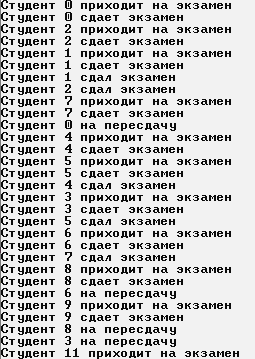 Студент 0 приходит на экзамен
Студент 0 сдает экзамен
Студент 2 приходит на экзамен
Студент 2 сдает экзамен
Студент 1 приходит на экзамен
Студент 1 сдает экзамен
Студент 1 сдал экзамен
Студент 2 сдал экзамен
Студент 7 приходит на экзамен
Студент 7 сдает экзамен
Студент 0 на пересдачу
Студент 4 приходит на экзамен
Студент 4 сдает экзамен
Студент 5 приходит на экзамен
Студент 5 сдает экзамен
Студент 4 сдал экзамен
Студент 3 приходит на экзамен
Студент 3 сдает экзамен
Студент 5 сдал экзамен
Студент 6 приходит на экзамен
Студент 6 сдает экзамен
Студент 7 сдал экзамен
Студент 8 приходит на экзамен
Студент 8 сдает экзамен
Студент 6 на пересдачу
Студент 9 приходит на экзамен
Студент 9 сдает экзамен
Студент 8 на пересдачу
Студент 3 на пересдачу
Студент 11 приходит на экзамен